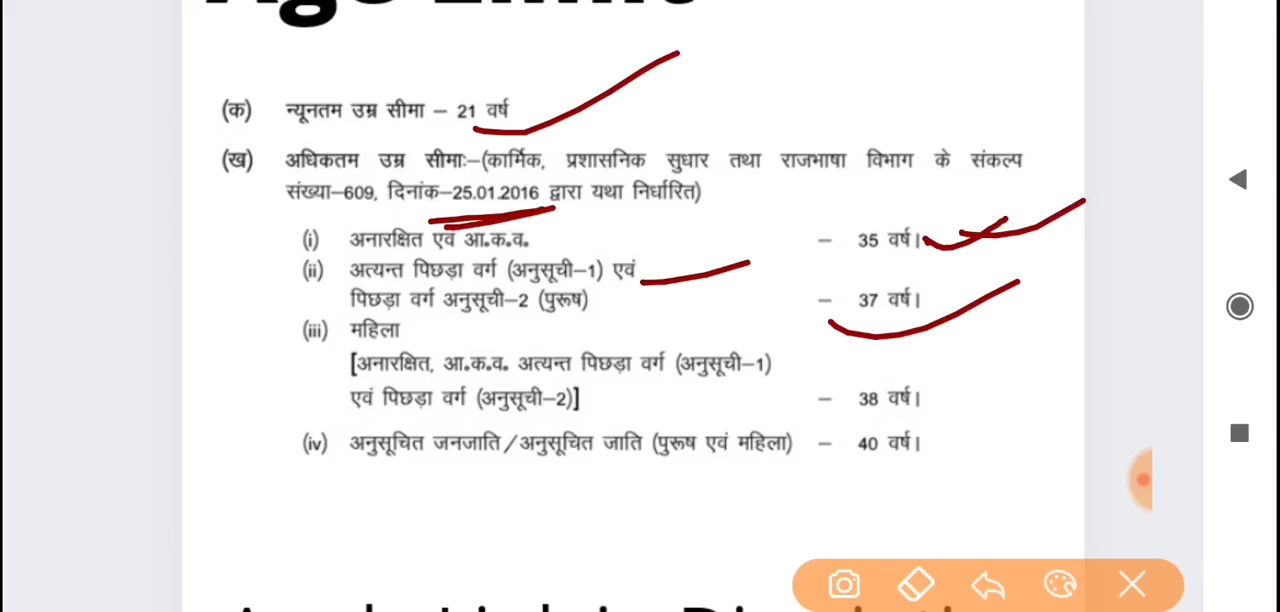 Age Limit
(क) न्यूनतम उम्र सीमा – 21 वर्ष
(ख) अधिकतम उम्र सीमाः–(कार्मिक, प्रशासनिक सुधार तथा राजभाषा विभाग के संकल्प
संख्या–609, दिनांक–25.01.2016 द्वारा यथा निर्धारित)
(i) अनारक्षित एवं आ.क.व. – 35 वर्ष।
(ii) अत्यन्त पिछड़ा वर्ग (अनुसूची–1) एवं
पिछड़ा वर्ग अनुसूची–2 (पुरूष) – 37 वर्ष।
(iii) महिला
[अनारक्षित, आ.क.व. अत्यन्त पिछड़ा वर्ग (अनुसूची–1)
एवं पिछड़ा वर्ग (अनुसूची–2)] – 38 वर्ष।
(iv) अनुसूचित जनजाति/अनुसूचित जाति (पुरूष एवं महिला) – 40 वर्ष।